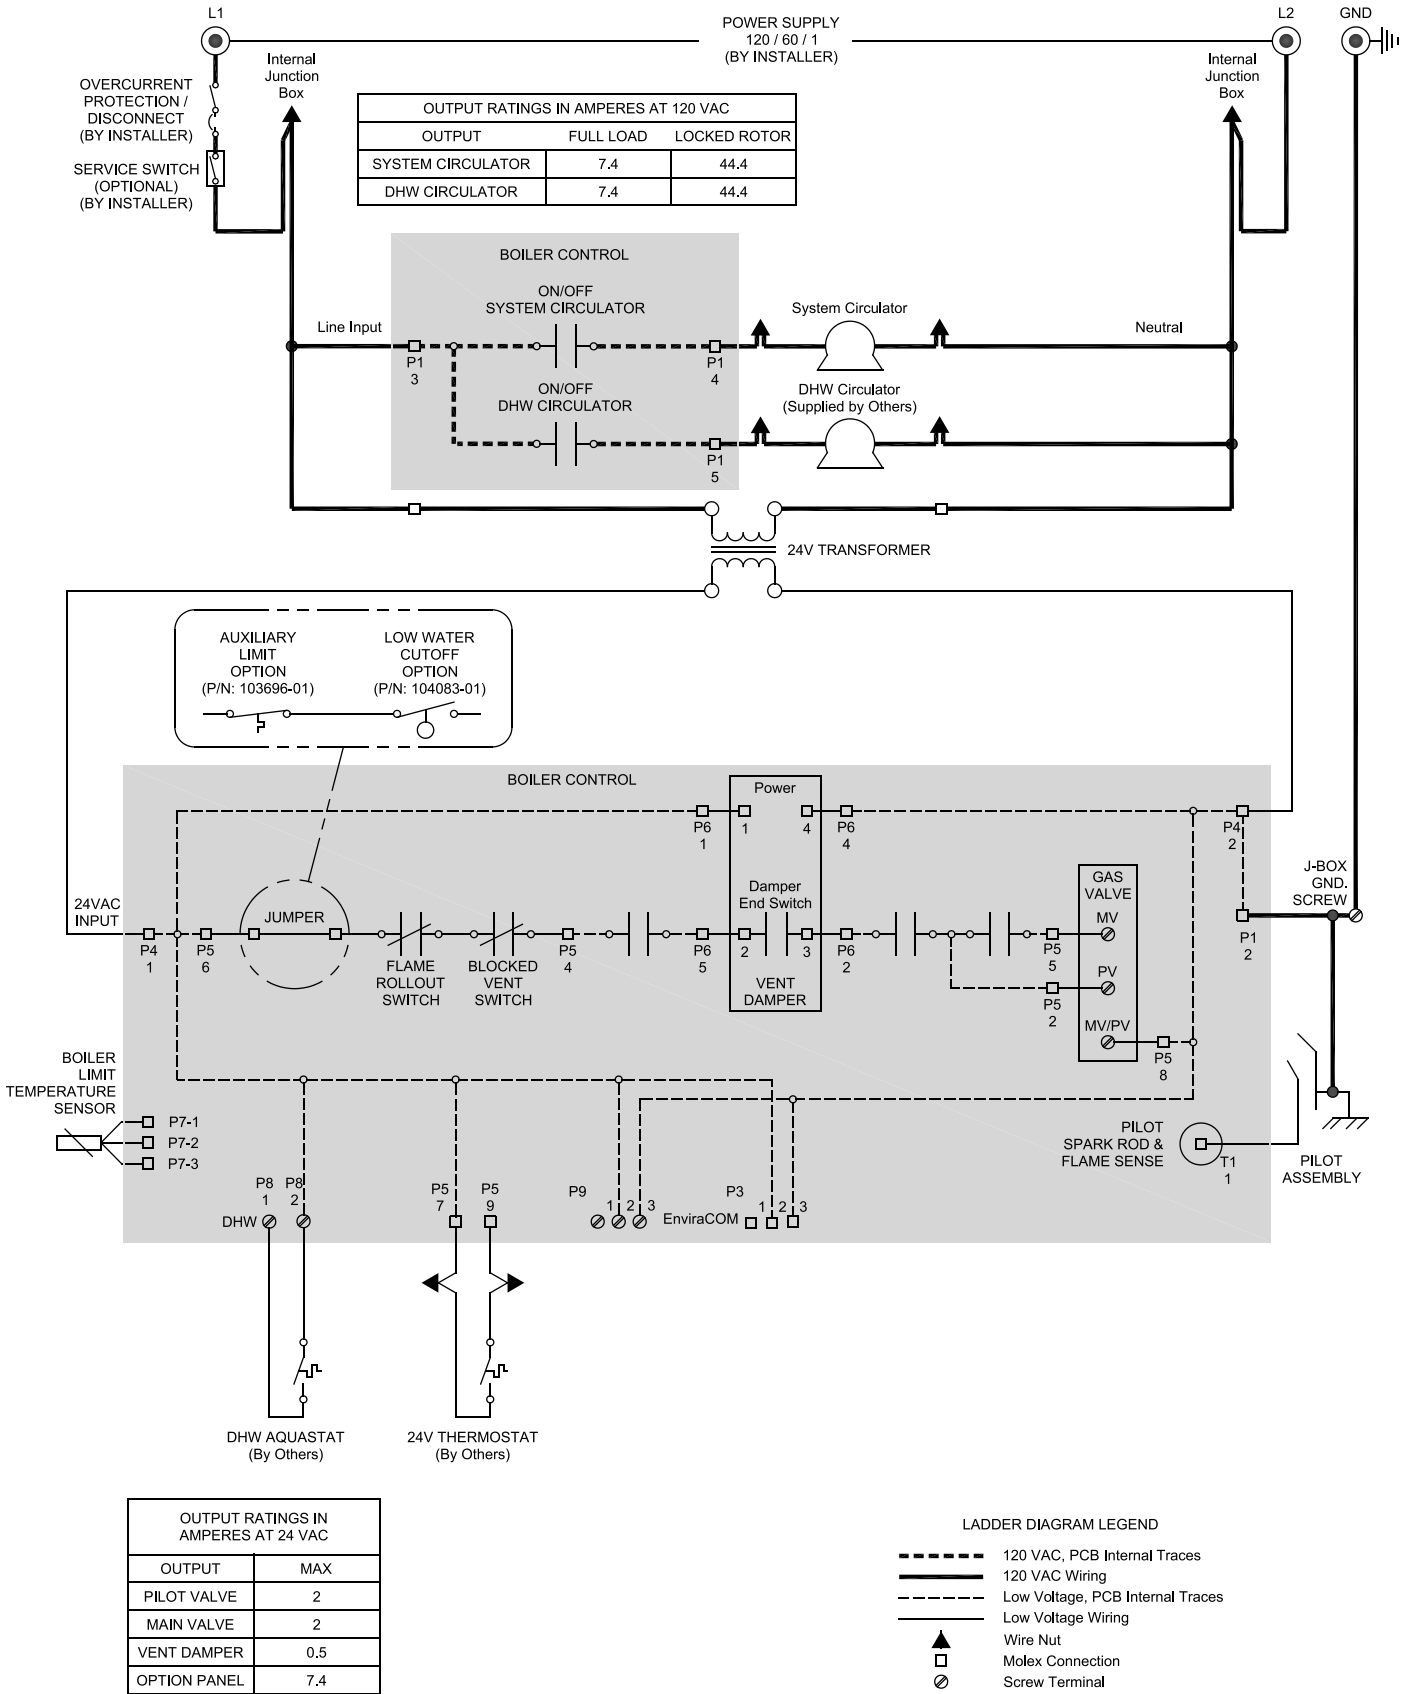 L1
POWER SUPPLY
120 / 60 / 1
(BY INSTALLER)
L2
GND
OVERCURRENT
PROTECTION /
DISCONNECT
(BY INSTALLER)
SERVICE SWITCH
(OPTIONAL)
(BY INSTALLER)
Internal
Junction
Box
Internal
Junction
Box
OUTPUT RATINGS IN AMPERES AT 120 VAC
OUTPUT FULL LOAD LOCKED ROTOR
SYSTEM CIRCULATOR 7.4 44.4
DHW CIRCULATOR 7.4 44.4
BOILER CONTROL
ON/OFF
SYSTEM CIRCULATOR
Line Input
P1
3
P1
4
System Circulator
Neutral
ON/OFF
DHW CIRCULATOR
P1
5
DHW Circulator
(Supplied by Others)
24V TRANSFORMER
AUXILIARY
LIMIT
OPTION
(P/N: 103696-01)
LOW WATER
CUTOFF
OPTION
(P/N: 104083-01)
BOILER CONTROL
Power
P6
1
1
4
P6
4
P4
2
J-BOX
GND.
SCREW
24VAC
INPUT
P4
1
P5
6
JUMPER
FLAME
ROLLOUT
SWITCH
BLOCKED
VENT
SWITCH
P5
4
P6
5
Damper
End Switch
2
3
VENT
DAMPER
P6
2
GAS
VALVE
MV
P5
5
PV
P5
2
MV/PV
P5
8
P1
2
BOILER
LIMIT
TEMPERATURE
SENSOR
P7-1
P7-2
P7-3
PILOT
SPARK ROD &
FLAME SENSE
T1
1
PILOT
ASSEMBLY
P8
1
P8
2
DHW
P5
7
P5
9
P9
1 2 3
EnviraCOM
P3
1 2 3
DHW AQUASTAT
(By Others)
24V THERMOSTAT
(By Others)
OUTPUT RATINGS IN
AMPERES AT 24 VAC
OUTPUT MAX
PILOT VALVE 2
MAIN VALVE 2
VENT DAMPER 0.5
OPTION PANEL 7.4
LADDER DIAGRAM LEGEND
120 VAC, PCB Internal Traces
120 VAC Wiring
Low Voltage, PCB Internal Traces
Low Voltage Wiring
Wire Nut
Molex Connection
Screw Terminal